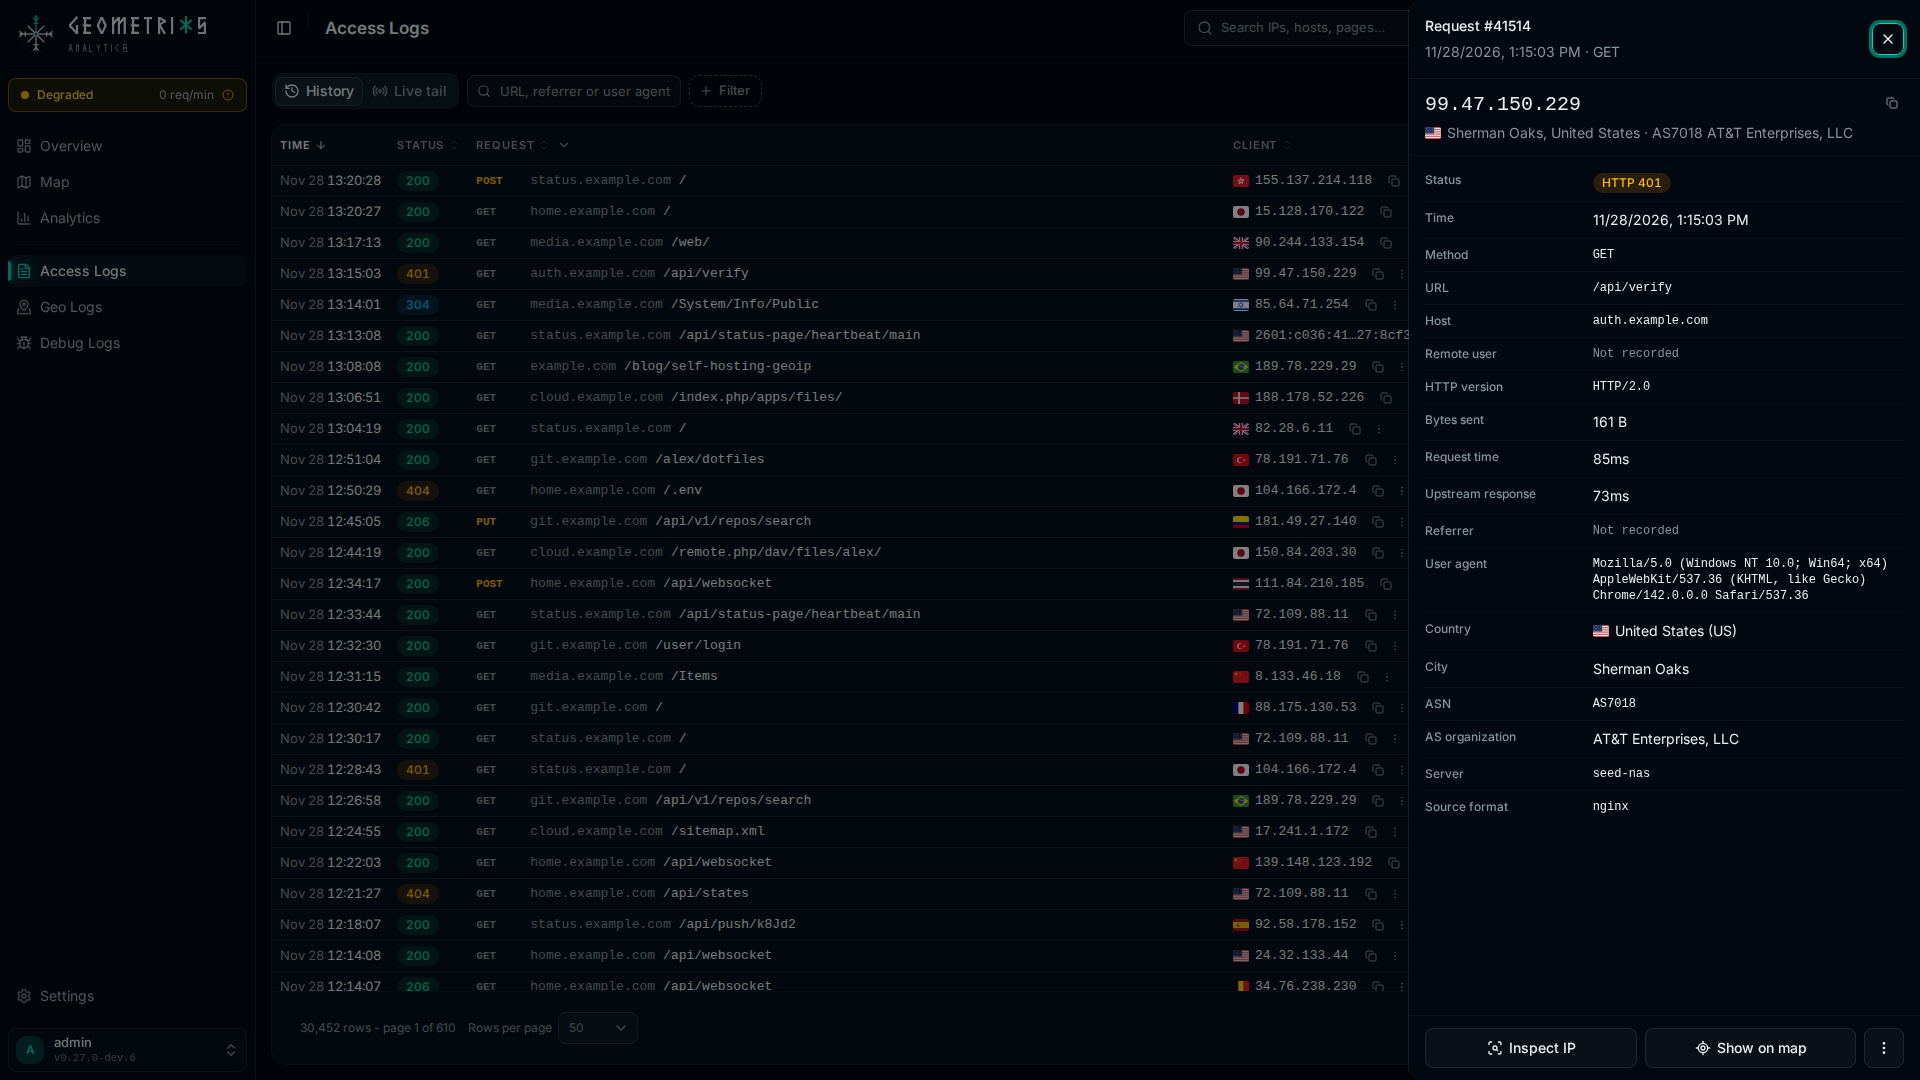 GEOMETRIKS
ANALYTICS
Degraded
0 req/min
Overview
Map
Analytics
Access Logs
Geo Logs
Debug Logs
Settings
A
admin
v0.27.0-dev.6
Access Logs
Search IPs, hosts, pages...
History
Live tail
URL, referrer or user agent
Filter
TIME STATUS REQUEST CLIENT
Nov 28 13:20:28 200 POST status.example.com / 155.137.214.118
Nov 28 13:20:27 200 GET home.example.com / 15.128.170.122
Nov 28 13:17:13 200 GET media.example.com /web/ 90.244.133.154
Nov 28 13:15:03 401 GET auth.example.com /api/verify 99.47.150.229
Nov 28 13:14:01 304 GET media.example.com /System/Info/Public 85.64.71.254
Nov 28 13:13:08 200 GET status.example.com /api/status-page/heartbeat/main 2601:c036:41…27:8cf3
Nov 28 13:08:08 200 GET example.com /blog/self-hosting-geoip 189.78.229.29
Nov 28 13:06:51 200 GET cloud.example.com /index.php/apps/files/ 188.178.52.226
Nov 28 13:04:19 200 GET status.example.com / 82.28.6.11
Nov 28 12:51:04 200 GET git.example.com /alex/dotfiles 78.191.71.76
Nov 28 12:50:29 404 GET home.example.com /.env 104.166.172.4
Nov 28 12:45:05 206 PUT git.example.com /api/v1/repos/search 181.49.27.140
Nov 28 12:44:19 200 GET cloud.example.com /remote.php/dav/files/alex/ 150.84.203.30
Nov 28 12:34:17 200 POST home.example.com /api/websocket 111.84.210.185
Nov 28 12:33:44 200 GET status.example.com /api/status-page/heartbeat/main 72.109.88.11
Nov 28 12:32:30 200 GET git.example.com /user/login 78.191.71.76
Nov 28 12:31:15 200 GET media.example.com /Items 8.133.46.18
Nov 28 12:30:42 200 GET git.example.com / 88.175.130.53
Nov 28 12:30:17 200 GET status.example.com / 72.109.88.11
Nov 28 12:28:43 401 GET status.example.com / 104.166.172.4
Nov 28 12:26:58 200 GET git.example.com /api/v1/repos/search 189.78.229.29
Nov 28 12:24:55 200 GET cloud.example.com /sitemap.xml 17.241.1.172
Nov 28 12:22:03 200 GET home.example.com /api/websocket 139.148.123.192
Nov 28 12:21:27 404 GET home.example.com /api/states 72.109.88.11
Nov 28 12:18:07 200 GET status.example.com /api/push/k8Jd2 92.58.178.152
Nov 28 12:14:08 200 GET home.example.com /api/websocket 24.32.133.44
Nov 28 12:14:07 206 GET home.example.com /api/websocket 34.76.238.230
30,452 rows - page 1 of 610 Rows per page 50
Request #41514
11/28/2026, 1:15:03 PM · GET
99.47.150.229
Sherman Oaks, United States · AS7018 AT&T Enterprises, LLC
Status HTTP 401
Time 11/28/2026, 1:15:03 PM
Method GET
URL /api/verify
Host auth.example.com
Remote user Not recorded
HTTP version HTTP/2.0
Bytes sent 161 B
Request time 85ms
Upstream response 73ms
Referrer Not recorded
User agent Mozilla/5.0 (Windows NT 10.0; Win64; x64)
AppleWebKit/537.36 (KHTML, like Gecko)
Chrome/142.0.0.0 Safari/537.36
Country United States (US)
City Sherman Oaks
ASN AS7018
AS organization AT&T Enterprises, LLC
Server seed-nas
Source format nginx
Inspect IP
Show on map